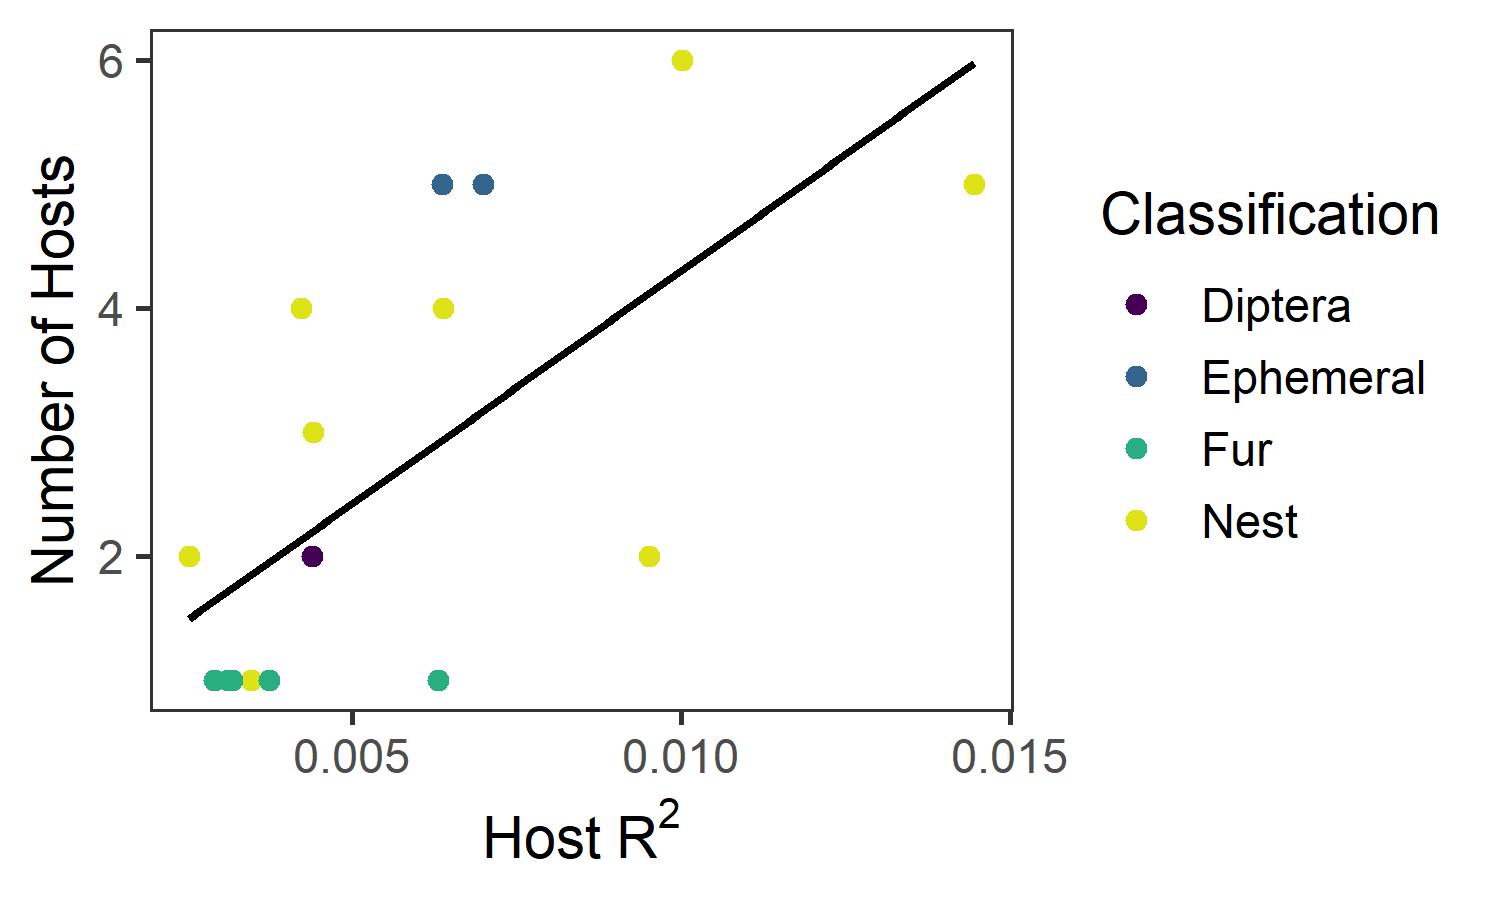 Number of Hosts
6
4
2
0.005 0.010 0.015
Host R²
Classification
Diptera
Ephemeral
Fur
Nest